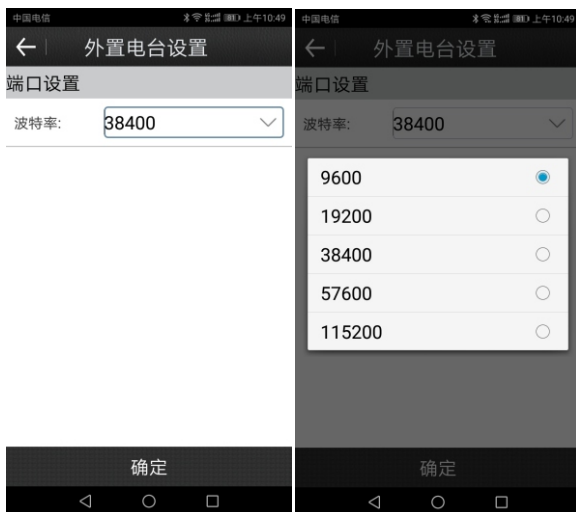 中国电信 上午10:49
外置电台设置
端口设置
波特率: 38400
确定
中国电信 上午10:49
外置电台设置
端口设置
波特率: 38400
9600
19200
38400
57600
115200
确定